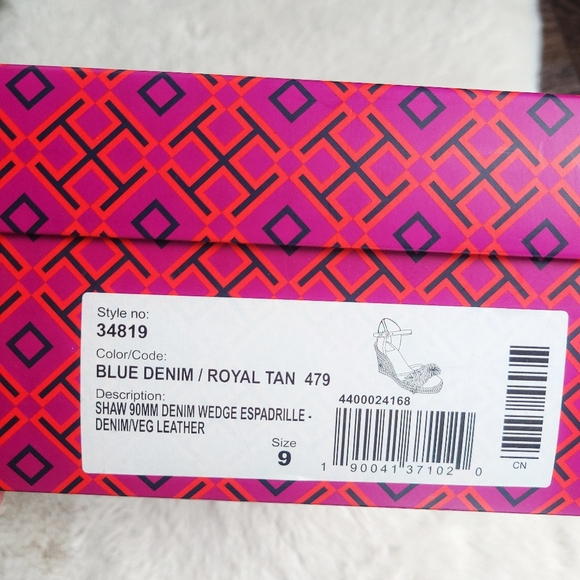 Style no:
34819
Color/Code:
BLUE DENIM / ROYAL TAN 479
Description:
SHAW 90MM DENIM WEDGE ESPADRILLE -
DENIM/VEG LEATHER
Size
9
4400024168
1 90041 37102 0
CN